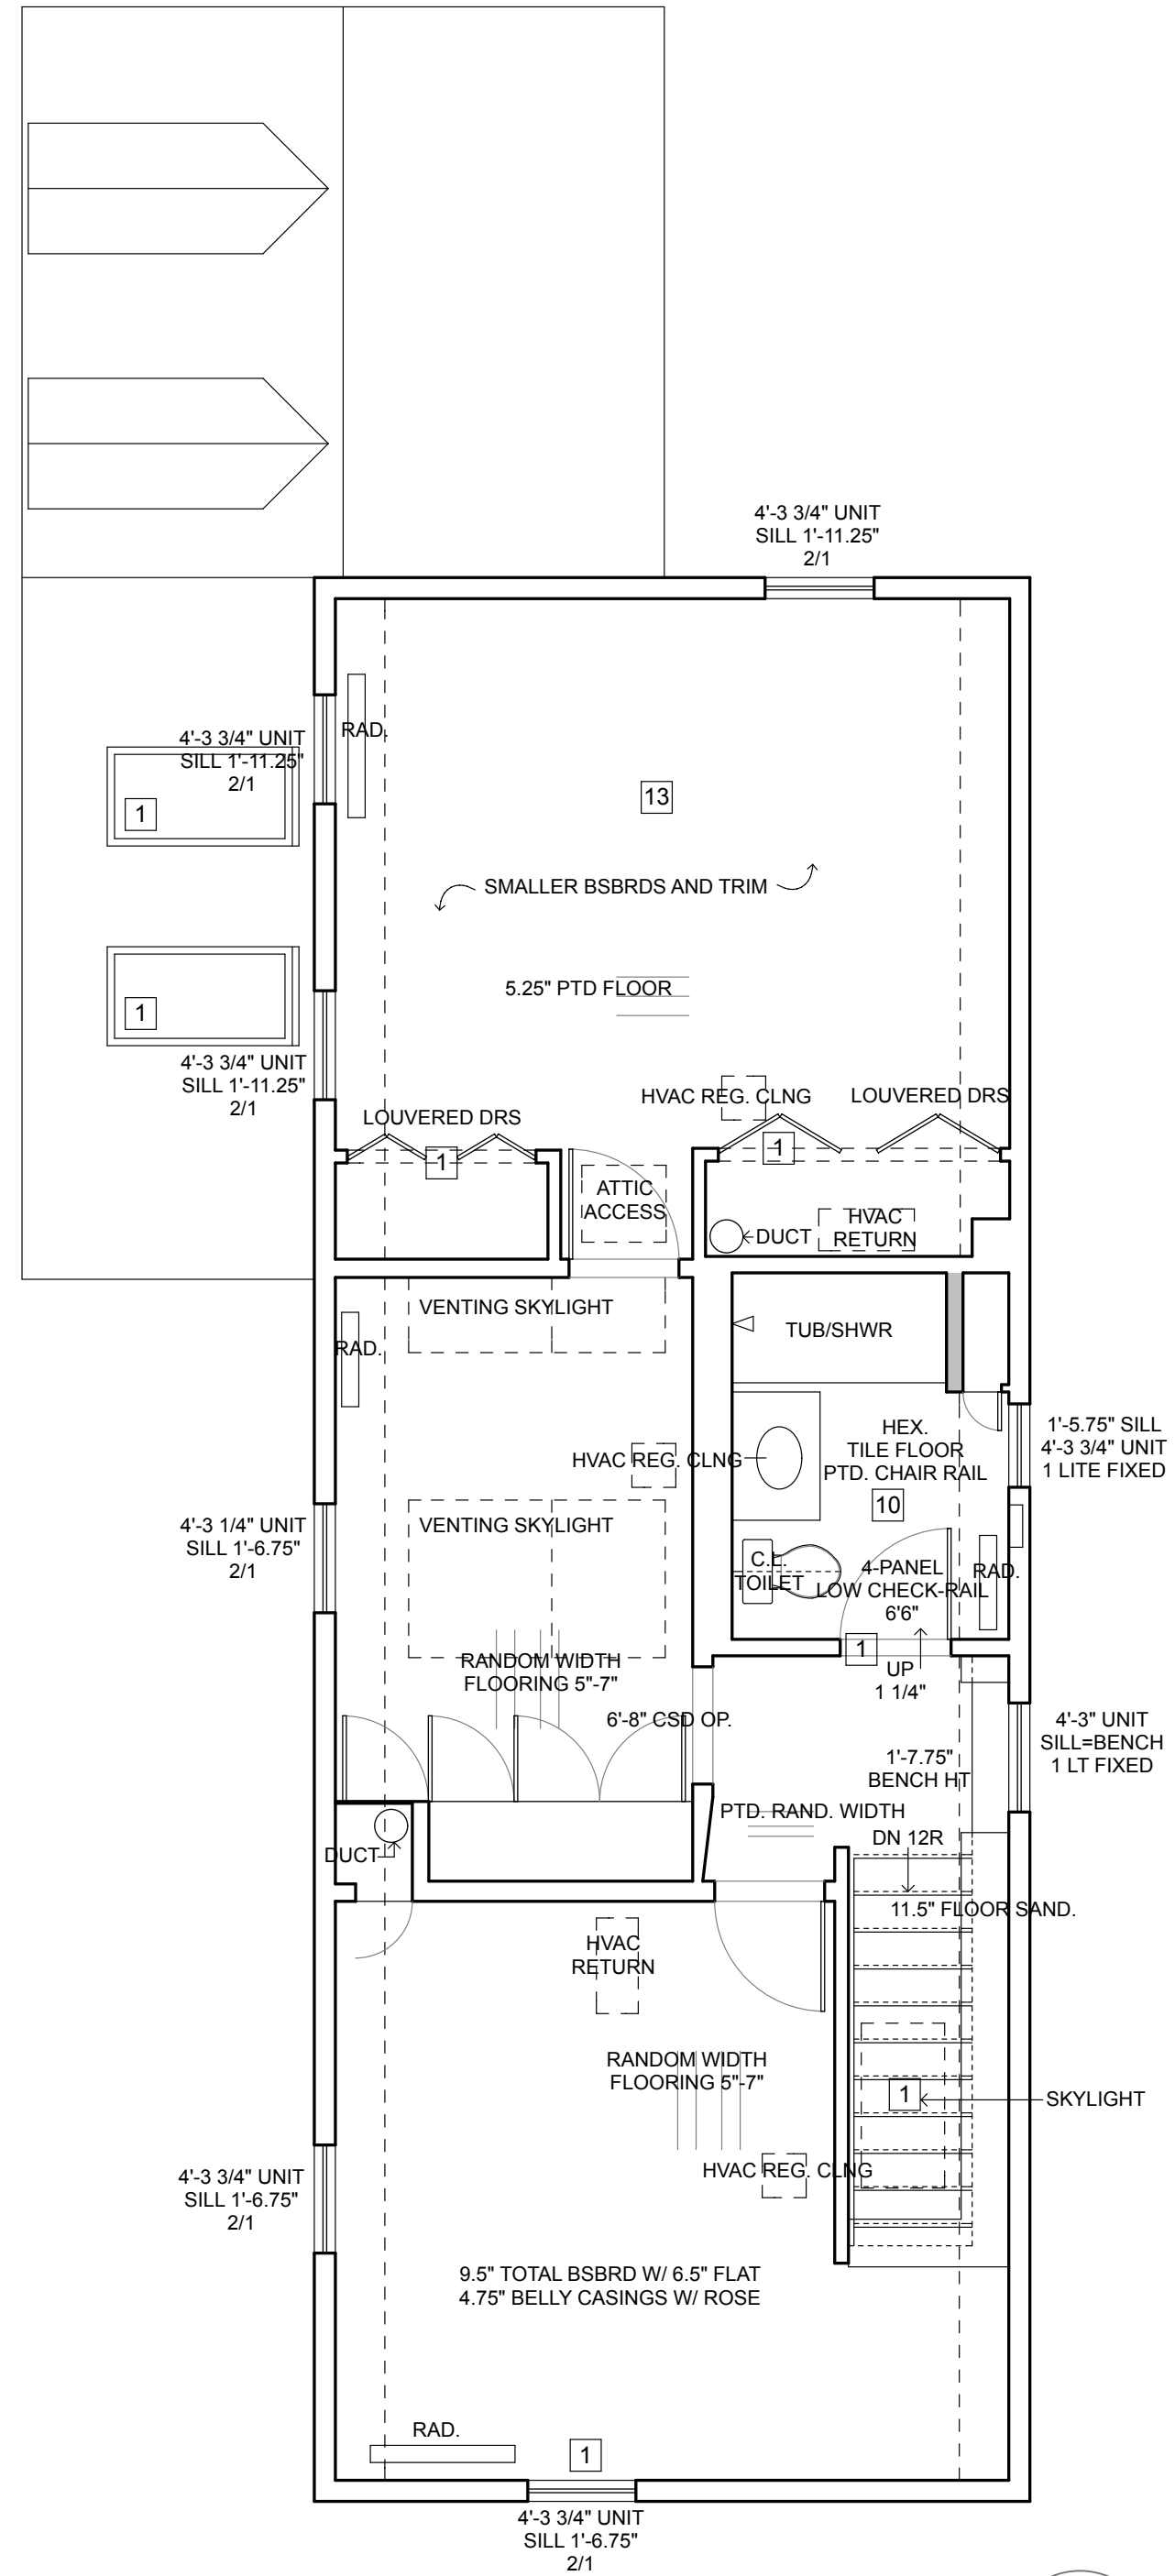 4'-3 3/4" UNIT
SILL 1'-11.25"
2/1
4'-3 3/4" UNIT
SILL 1'-11.25"
2/1
1
RAD.
13
SMALLER BSBRDS AND TRIM
5.25" PTD FLOOR
1
4'-3 3/4" UNIT
SILL 1'-11.25"
2/1
HVAC REG. CLNG
LOUVERED DRS
LOUVERED DRS
1
1
ATTIC
ACCESS
DUCT
HVAC
RETURN
VENTING SKYLIGHT
RAD.
TUB/SHWR
HEX.
TILE FLOOR
PTD. CHAIR RAIL
10
1'-5.75" SILL
4'-3 3/4" UNIT
1 LITE FIXED
HVAC REG. CLNG
VENTING SKYLIGHT
4'-3 1/4" UNIT
SILL 1'-6.75"
2/1
C.L.
TOILET
4-PANEL
LOW CHECK-RAIL
6'6"
RAD.
1
UP
1 1/4"
RANDOM WIDTH
FLOORING 5"-7"
6'-8" CSD OP.
4'-3" UNIT
SILL=BENCH
1 LT FIXED
1'-7.75"
BENCH HT
PTD. RAND. WIDTH
DN 12R
DUCT
11.5" FLOOR SAND.
HVAC
RETURN
RANDOM WIDTH
FLOORING 5"-7"
1
SKYLIGHT
HVAC REG. CLNG
4'-3 3/4" UNIT
SILL 1'-6.75"
2/1
9.5" TOTAL BSBRD W/ 6.5" FLAT
4.75" BELLY CASINGS W/ ROSE
RAD.
1
4'-3 3/4" UNIT
SILL 1'-6.75"
2/1